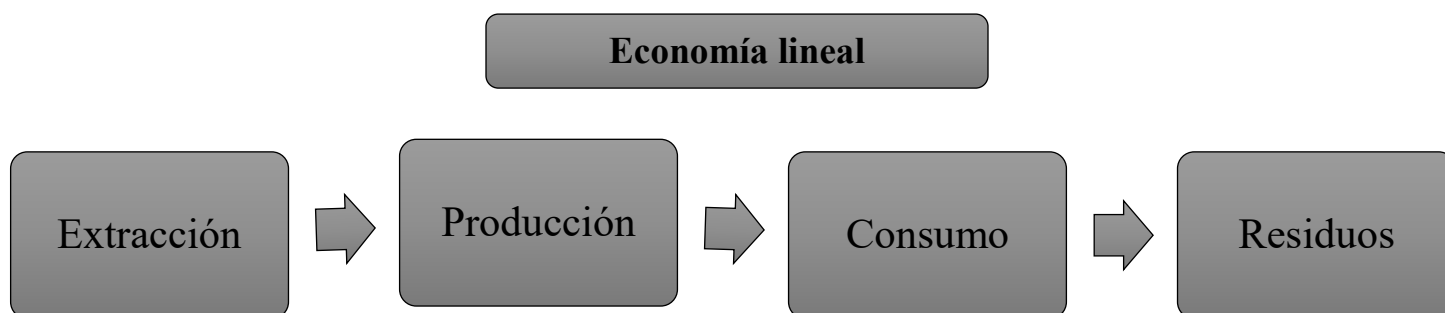 Economía lineal
Extracción
Producción
Consumo
Residuos